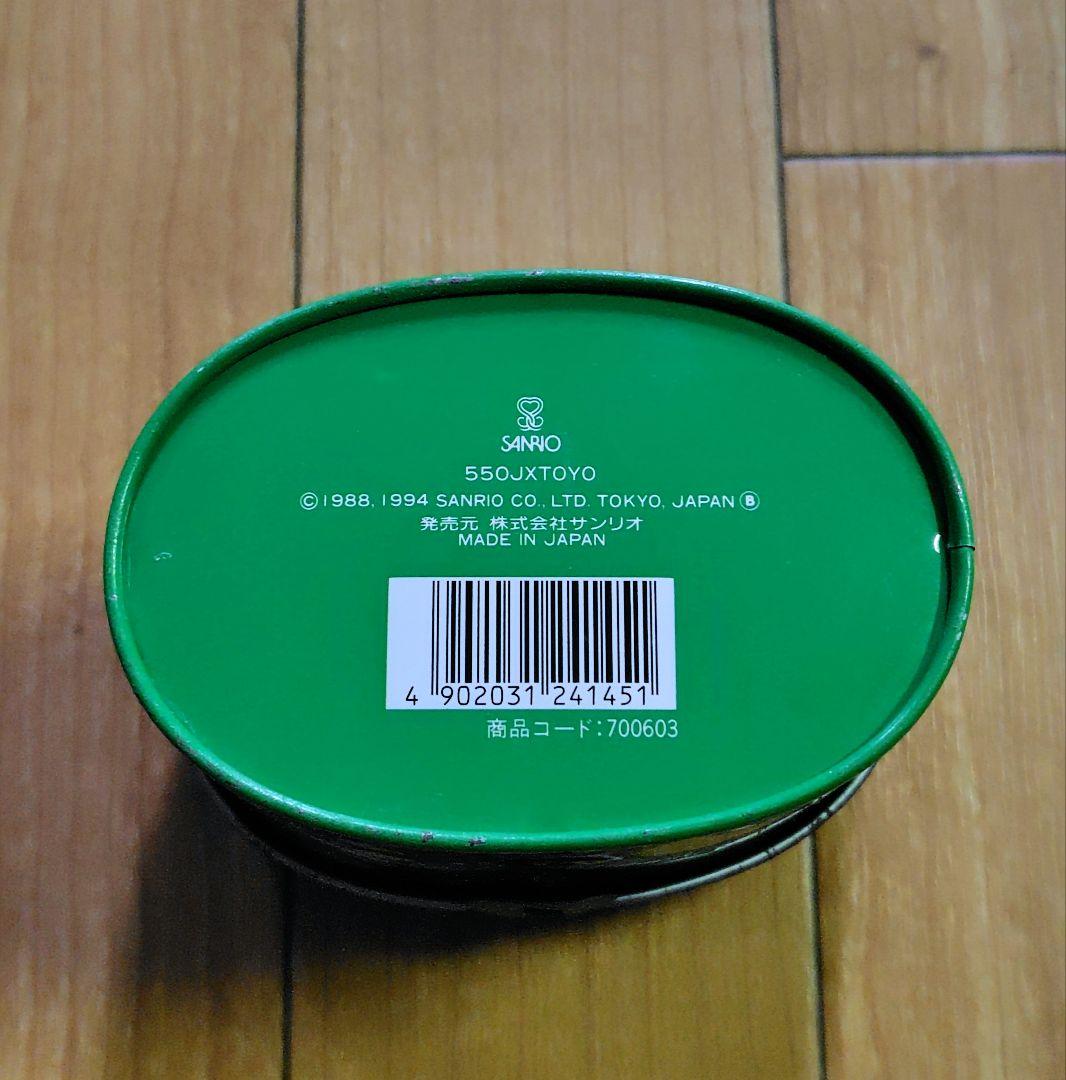 SANRIO
550JXTOYO
©1988, 1994 SANRIO CO., LTD. TOKYO, JAPAN Ⓑ
発売元 株式会社サンリオ
MADE IN JAPAN
4 902031 241451
商品コード:700603